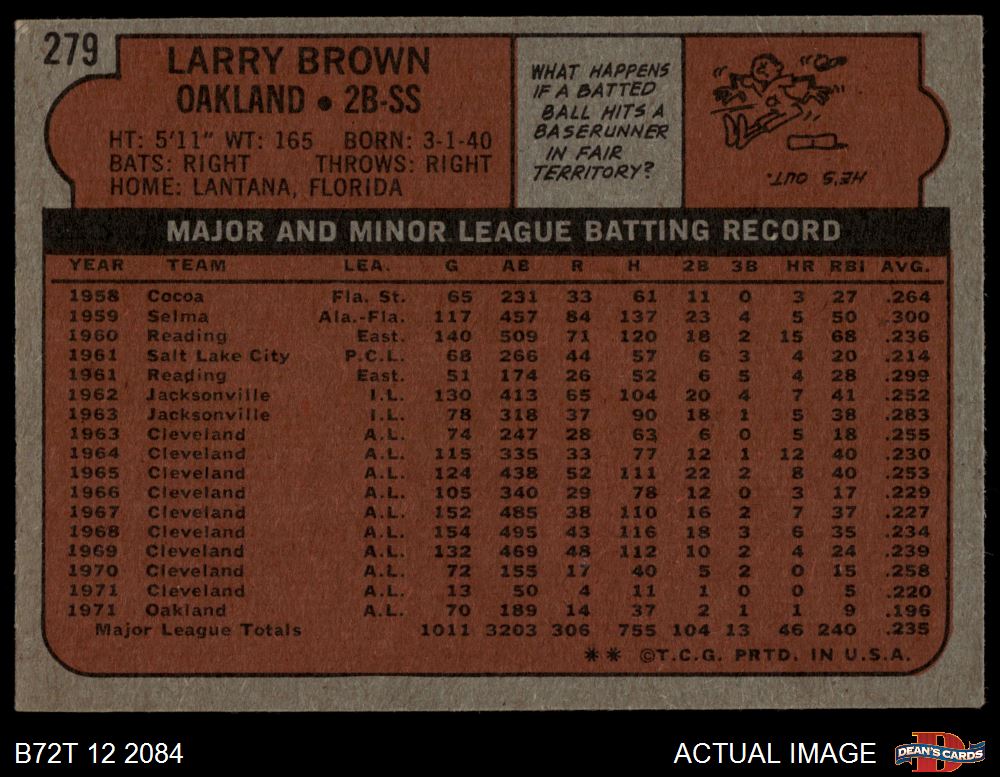 279
LARRY BROWN
OAKLAND • 2B-SS
HT: 5'11" WT: 165 BORN: 3-1-40
BATS: RIGHT THROWS: RIGHT
HOME: LANTANA, FLORIDA
WHAT HAPPENS
IF A BATTED
BALL HITS A
BASERUNNER
IN FAIR
TERRITORY?
HE'S OUT.
MAJOR AND MINOR LEAGUE BATTING RECORD
YEAR TEAM LEA. G AB R H 2B 3B HR RBI AVG.
1958 Cocoa Fla. St. 65 231 33 61 11 0 3 27 .264
1959 Selma Ala.-Fla. 117 457 84 137 23 4 5 50 .300
1960 Reading East. 140 509 71 120 18 2 15 68 .236
1961 Salt Lake City P.C.L. 68 266 44 57 6 3 4 20 .214
1961 Reading East. 51 174 26 52 6 5 4 28 .299
1962 Jacksonville I.L. 130 413 65 104 20 4 7 41 .252
1963 Jacksonville I.L. 78 318 37 90 18 1 5 38 .283
1963 Cleveland A.L. 74 247 28 63 6 0 5 18 .255
1964 Cleveland A.L. 115 335 33 77 12 1 12 40 .230
1965 Cleveland A.L. 124 438 52 111 22 2 8 40 .253
1966 Cleveland A.L. 105 340 29 78 12 0 3 17 .229
1967 Cleveland A.L. 152 485 38 110 16 2 7 37 .227
1968 Cleveland A.L. 154 495 43 116 18 3 6 35 .234
1969 Cleveland A.L. 132 469 48 112 10 2 4 24 .239
1970 Cleveland A.L. 72 155 17 40 5 2 0 15 .258
1971 Cleveland A.L. 13 50 4 11 1 0 0 5 .220
1971 Oakland A.L. 70 189 14 37 2 1 1 9 .196
Major League Totals 1011 3203 306 755 104 13 46 240 .235
** ©T.C.G. PRTD. IN U.S.A.
B72T 12 2084
ACTUAL IMAGE
DEAN'S CARDS